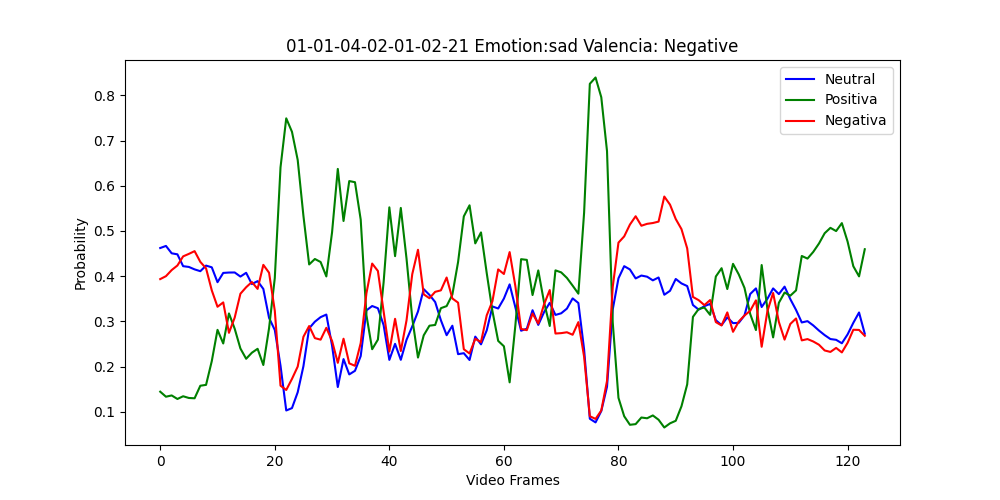 01-01-04-02-01-02-21 Emotion:sad Valencia: Negative
Neutral
Positiva
Negativa
Probability
0.8
0.7
0.6
0.5
0.4
0.3
0.2
0.1
0 20 40 60 80 100 120
Video Frames